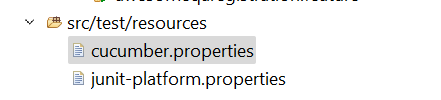 src/test/resources
cucumber.properties
junit-platform.properties